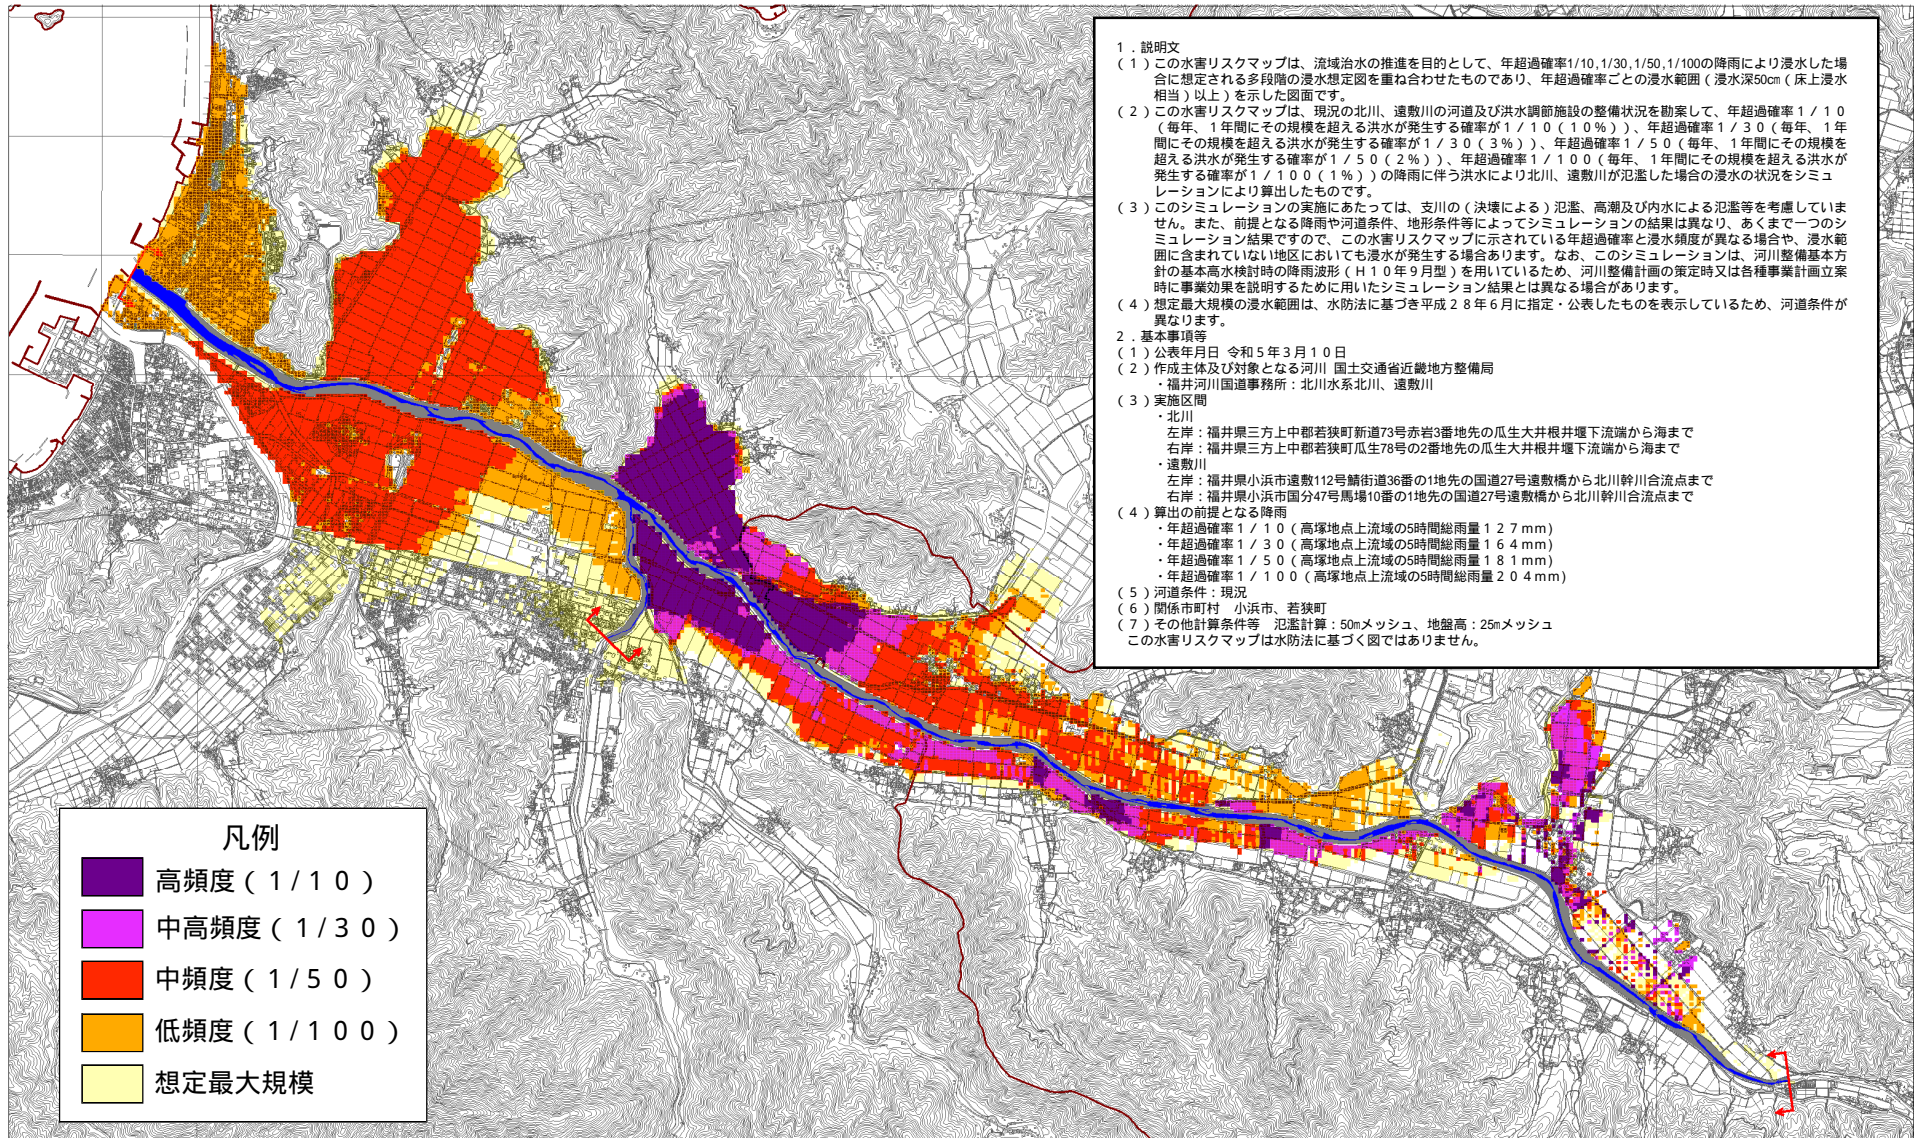 1．説明文
（1）この水害リスクマップは、流域治水の推進を目的として、年超過確率1/10,1/30,1/50,1/100の降雨により浸水した場
合に想定される多段階の浸水想定図を重ね合わせたものであり、年超過確率ごとの浸水範囲（浸水深50cm（床上浸水
相当）以上）を示した図面です。
（2）この水害リスクマップは、現況の北川、遠敷川の河道及び洪水調節施設の整備状況を勘案して、年超過確率１/１０
（毎年、１年間にその規模を超える洪水が発生する確率が１/１０（１０％））、年超過確率１/３０（毎年、１年
間にその規模を超える洪水が発生する確率が１/３０（３％））、年超過確率１/５０（毎年、１年間にその規模を
超える洪水が発生する確率が１/５０（２％））、年超過確率１/１００（毎年、１年間にその規模を超える洪水が
発生する確率が１/１００（１％））の降雨に伴う洪水により北川、遠敷川が氾濫した場合の浸水の状況をシミュ
レーションにより算出したものです。
（3）このシミュレーションの実施にあたっては、支川の（決壊による）氾濫、高潮及び内水による氾濫等を考慮していま
せん。また、前提となる降雨や河道条件、地形条件等によってシミュレーションの結果は異なり、あくまで一つのシ
ミュレーション結果ですので、この水害リスクマップに示されている年超過確率と浸水頻度が異なる場合や、浸水範
囲に含まれていない地区においても浸水が発生する場合あります。なお、このシミュレーションは、河川整備基本方
針の基本高水検討時の降雨波形（Ｈ１０年９月型）を用いているため、河川整備計画の策定時又は各種事業計画立案
時に事業効果を説明するために用いたシミュレーション結果とは異なる場合があります。
（4）想定最大規模の浸水範囲は、水防法に基づき平成２８年６月に指定・公表したものを表示しているため、河道条件が
異なります。
2．基本事項等
（1）公表年月日 令和５年３月１０日
（2）作成主体及び対象となる河川 国土交通省近畿地方整備局
・福井河川国道事務所：北川水系北川、遠敷川
（3）実施区間
・北川
左岸：福井県三方上中郡若狭町新道73号赤岩3番地先の瓜生大井根井堰下流端から海まで
右岸：福井県三方上中郡若狭町瓜生78号の2番地先の瓜生大井根井堰下流端から海まで
・遠敷川
左岸：福井県小浜市遠敷112号鯖街道36番の1地先の国道27号遠敷橋から北川幹川合流点まで
右岸：福井県小浜市国分47号馬場10番の1地先の国道27号遠敷橋から北川幹川合流点まで
（4）算出の前提となる降雨
・年超過確率１/１０（高塚地点上流域の5時間総雨量１２７mm)
・年超過確率１/３０（高塚地点上流域の5時間総雨量１６４mm)
・年超過確率１/５０（高塚地点上流域の5時間総雨量１８１mm)
・年超過確率１/１００（高塚地点上流域の5時間総雨量２０４mm)
（5）河道条件：現況
（6）関係市町村　小浜市、若狭町
（7）その他計算条件等　氾濫計算：50mメッシュ、地盤高：25mメッシュ
この水害リスクマップは水防法に基づく図ではありません。
凡例
高頻度（１/１０）
中高頻度（１/３０）
中頻度（１/５０）
低頻度（１/１００）
想定最大規模